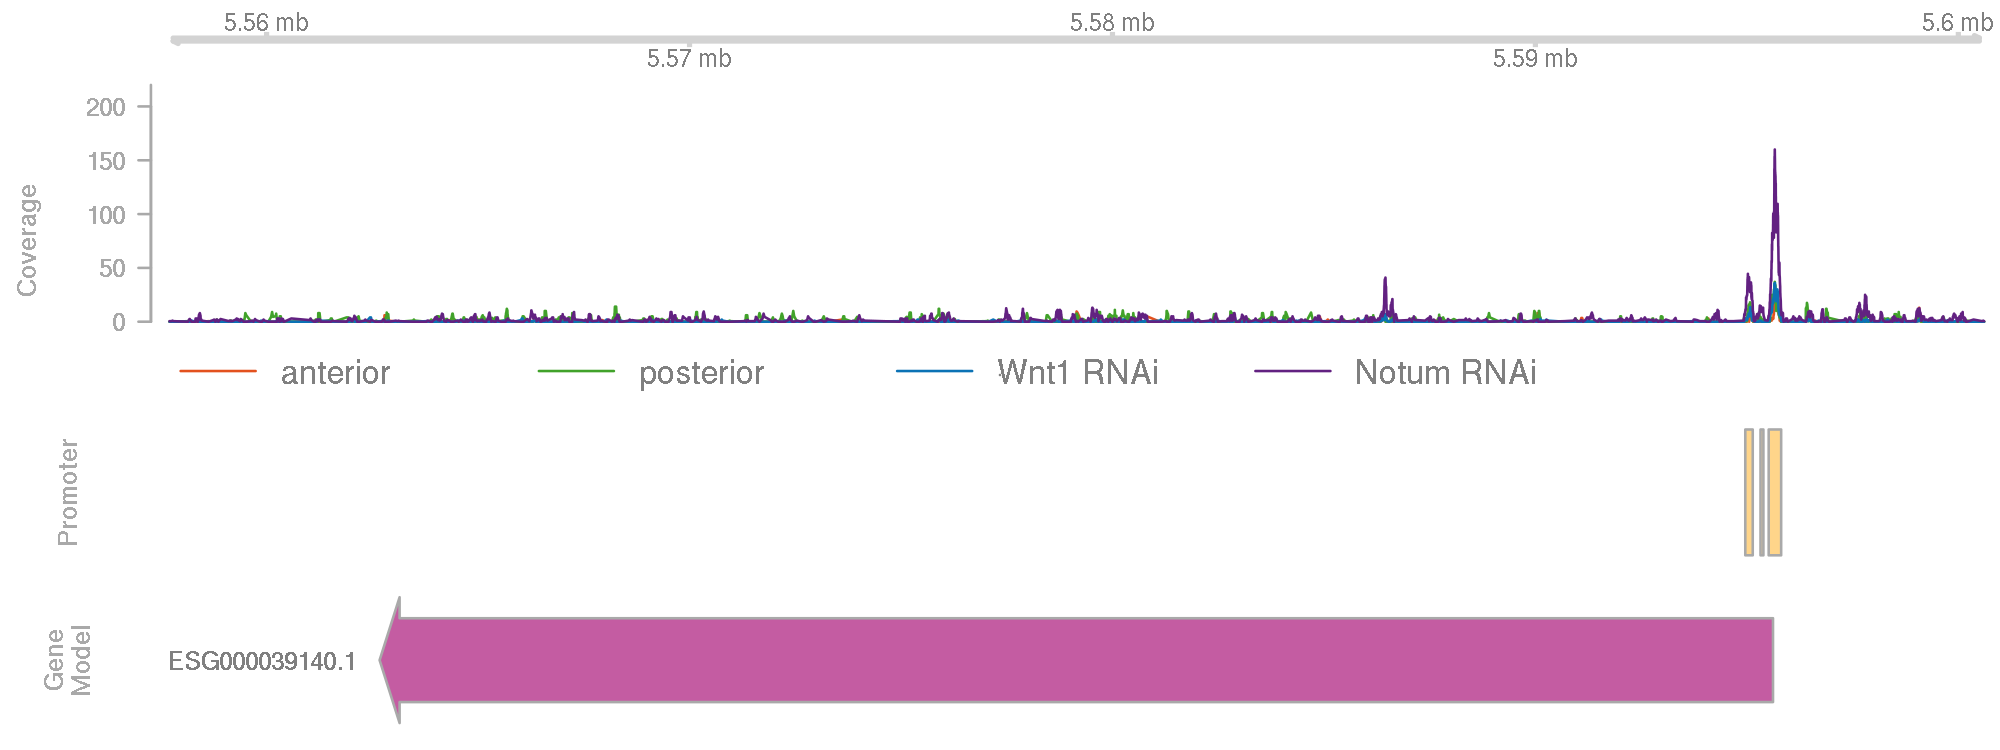 5.56 mb 5.58 mb 5.6 mb
5.57 mb 5.59 mb
Coverage
200
150
100
50
0
anterior posterior Wnt1 RNAi Notum RNAi
Promoter
Gene
Model
ESG000039140.1